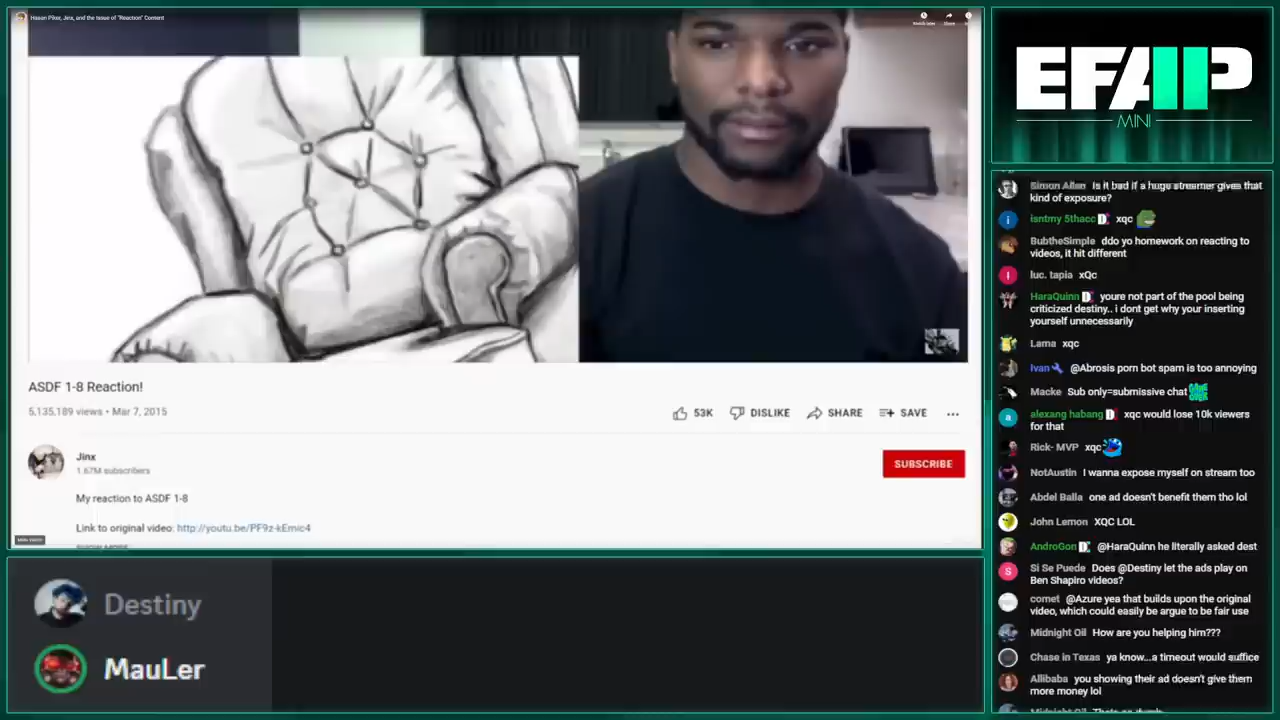 Hasan Piker, Jinx, and the Issue of "Reaction" Content
Watch later
Share
ASDF 1-8 Reaction!
5,135,189 views • Mar 7, 2015
53K
DISLIKE
SHARE
SAVE
Jinx
1.67M subscribers
SUBSCRIBE
My reaction to ASDF 1-8
Link to original video: http://youtu.be/PF9z-kEmic4
Destiny
MauLer
EFAP
MINI
Simon Allen Is it bad if a huge streamer gives that
kind of exposure?
isntmy 5thacc D: xqc
BubtheSimple ddo yo homework on reacting to
videos, it hit different
luc. tapia xQc
HaraQuinn D: youre not part of the pool being
criticized destiny.. i dont get why your inserting
yourself unnecessarily
Lama xqc
Ivan @Abrosis porn bot spam is too annoying
Macke Sub only=submissive chat GAME OVER
alexang habang D: xqc would lose 10k viewers
for that
Rick- MVP xqc
NotAustin I wanna expose myself on stream too
Abdel Balla one ad doesn't benefit them tho lol
John Lemon XQC LOL
AndroGon D: @HaraQuinn he literally asked dest
Si Se Puede Does @Destiny let the ads play on
Ben Shapiro videos?
comet @Azure yea that builds upon the original
video, which could easily be argue to be fair use
Midnight Oil How are you helping him???
Chase in Texas ya know...a timeout would suffice
Allibaba you showing their ad doesn't give them
more money lol